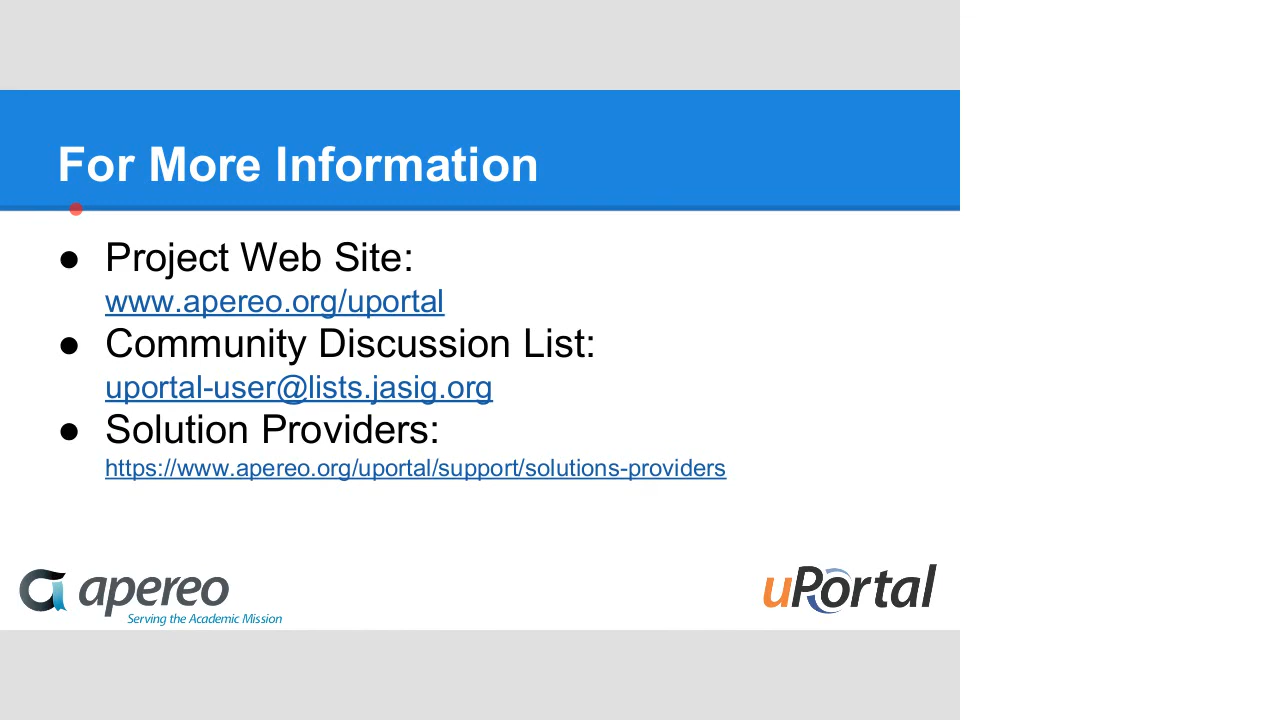 For More Information
● Project Web Site:
www.apereo.org/uportal
● Community Discussion List:
uportal-user@lists.jasig.org
● Solution Providers:
https://www.apereo.org/uportal/support/solutions-providers
apereo
Serving the Academic Mission
uPortal